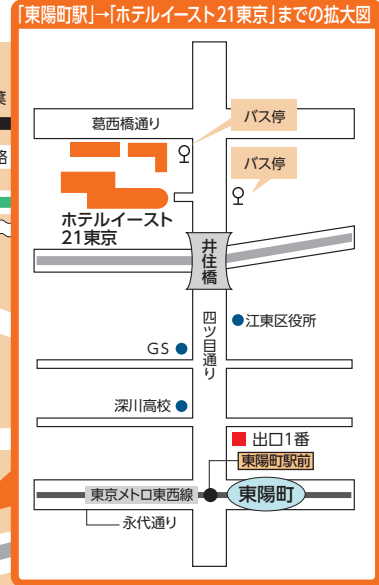 「東陽町駅」→「ホテルイースト21東京」までの拡大図
葛西橋通り
バス停
バス停
ホテルイースト
21東京
井住橋
四ツ目通り
江東区役所
GS
深川高校
出口1番
東陽町駅前
東京メトロ東西線
東陽町
永代通り